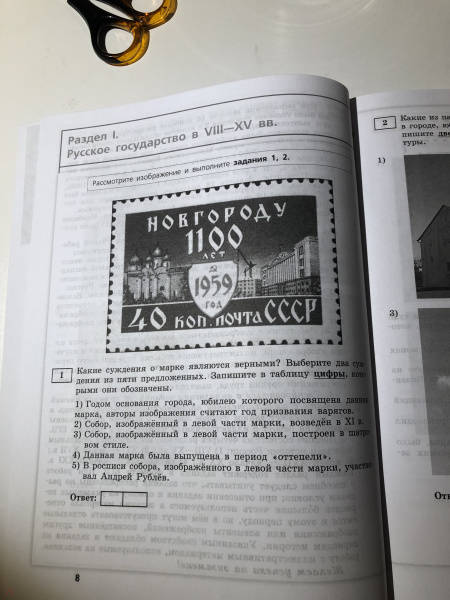 Раздел I.
Русское государство в VIII—XV вв.
Рассмотрите изображение и выполните задания 1, 2.
НОВГОРОДУ
1100
ЛЕТ
1959
ГОД
40 КОП. ПОЧТА СССР
1 Какие суждения о марке являются верными? Выберите два суж-
дения из пяти предложенных. Запишите в таблицу цифры, кото-
рыми они обозначены.
1) Годом основания города, юбилею которого посвящена данная
марка, авторы изображения считают год призвания варягов.
2) Собор, изображённый в левой части марки, возведён в XI в.
3) Собор, изображённый в левой части марки, построен в шатро-
вом стиле.
4) Данная марка была выпущена в период «оттепели».
5) В росписи собора, изображённого в левой части марки, участво-
вал Андрей Рублёв.
Ответ:
8
2 Какие из
в городе,
пишите
туры.
1)
3)